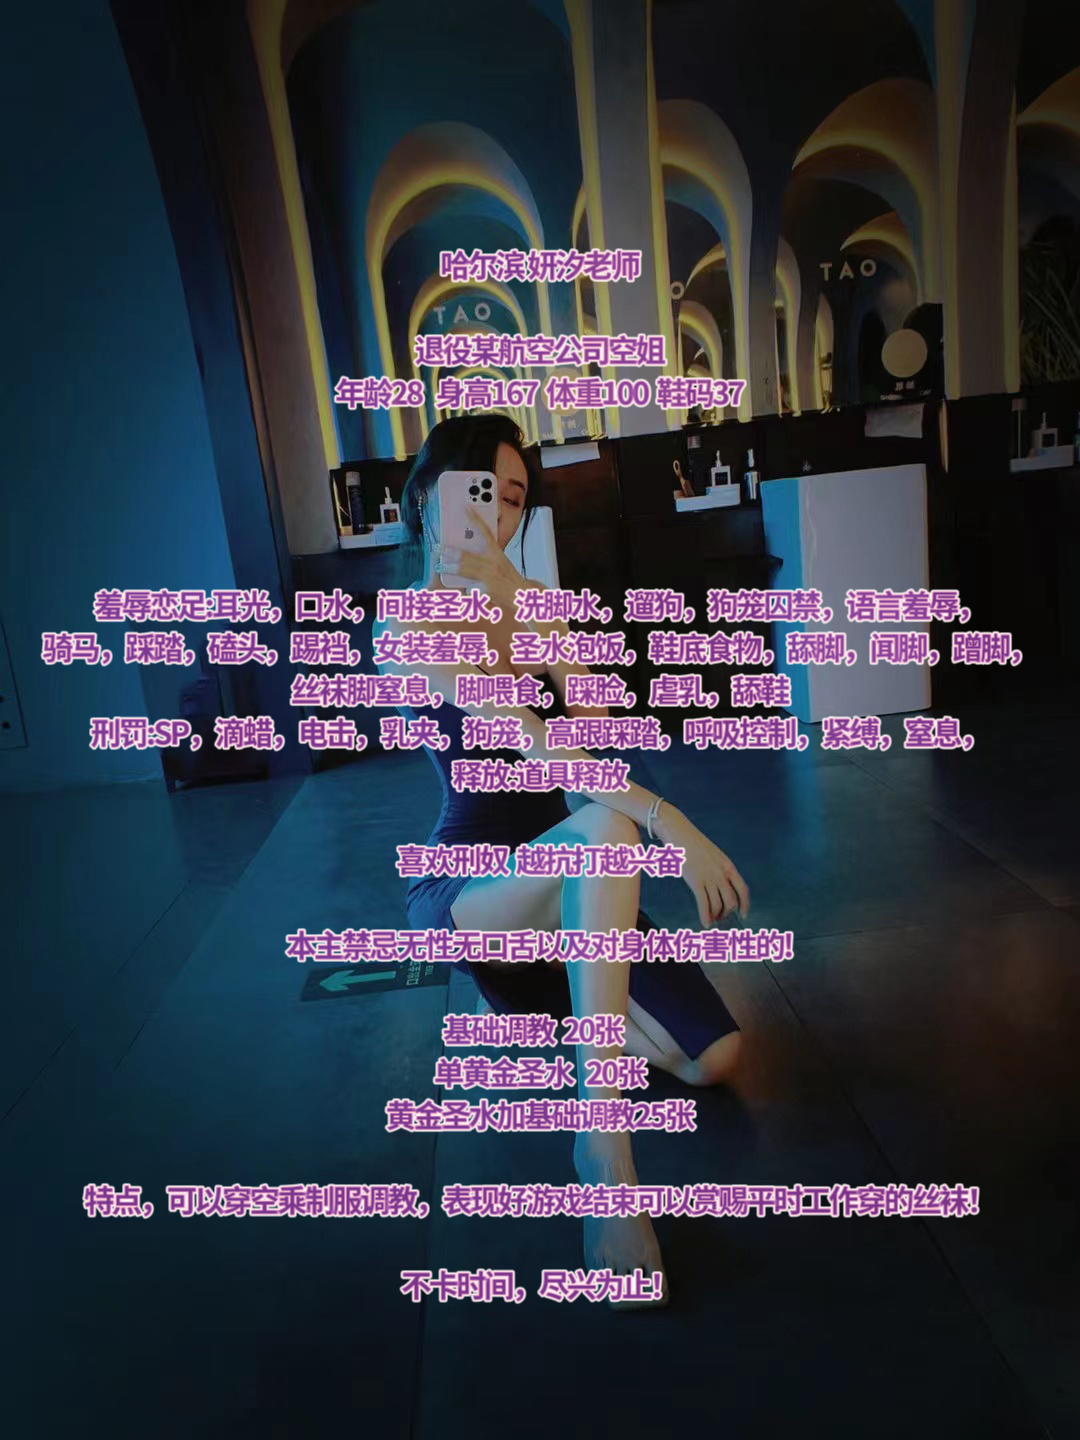 哈尔滨 妍汐老师
TAO
TAO
退役某航空公司空姐
年龄28 身高167 体重100 鞋码37
羞辱恋足:耳光，口水，间接圣水，洗脚水，遛狗，狗笼囚禁，语言羞辱，
骑马，踩踏，磕头，踢裆，女装羞辱，圣水泡饭，鞋底食物，舔脚，闻脚，蹭脚，
丝袜脚窒息，脚喂食，踩脸，虐乳，舔鞋
刑罚:SP，滴蜡，电击，乳夹，狗笼，高跟踩踏，呼吸控制，紧缚，窒息，
释放:道具释放
喜欢刑奴 越抗打越兴奋
本主禁忌无性无口舌以及对身体伤害性的！
基础调教 20张
单黄金圣水 20张
黄金圣水加基础调教25张
特点，可以穿空乘制服调教，表现好游戏结束可以赏赐平时工作穿的丝袜！
不卡时间，尽兴为止！